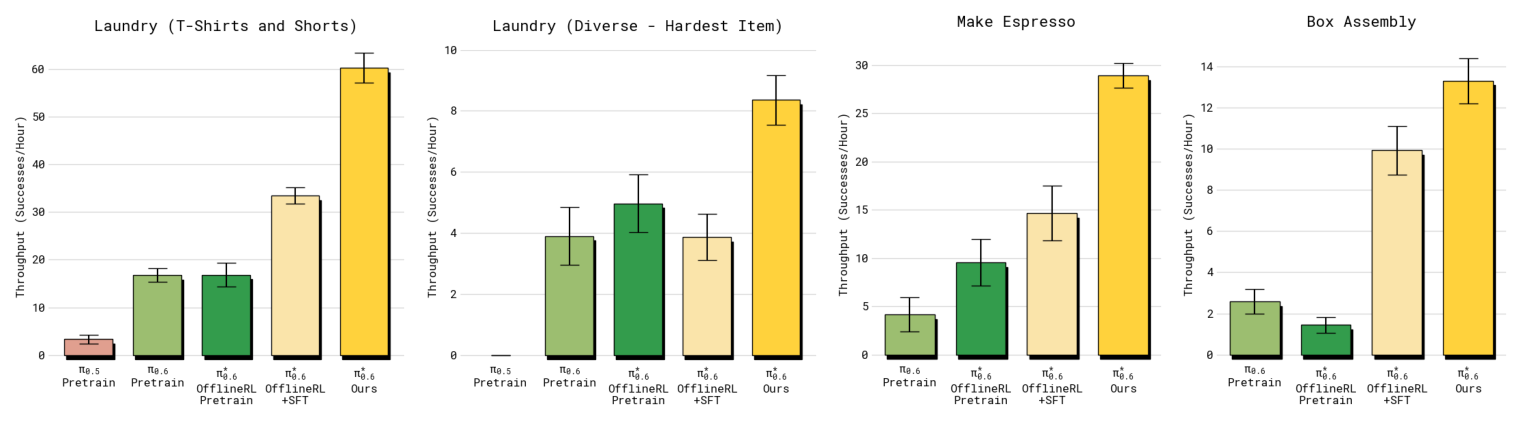 Laundry (T-Shirts and Shorts)
Throughput (Successes/Hour)
60
50
40
30
20
10
0
π0.5
Pretrain
π0.6
Pretrain
π*0.6
OfflineRL
Pretrain
π*0.6
OfflineRL
+SFT
π*0.6
Ours
Laundry (Diverse - Hardest Item)
Throughput (Successes/Hour)
10
8
6
4
2
0
π0.5
Pretrain
π0.6
Pretrain
π*0.6
OfflineRL
Pretrain
π*0.6
OfflineRL
+SFT
π*0.6
Ours
Make Espresso
Throughput (Successes/Hour)
30
25
20
15
10
5
0
π0.6
Pretrain
π*0.6
OfflineRL
Pretrain
π*0.6
OfflineRL
+SFT
π*0.6
Ours
Box Assembly
Throughput (Successes/Hour)
14
12
10
8
6
4
2
0
π0.6
Pretrain
π*0.6
OfflineRL
Pretrain
π*0.6
OfflineRL
+SFT
π*0.6
Ours